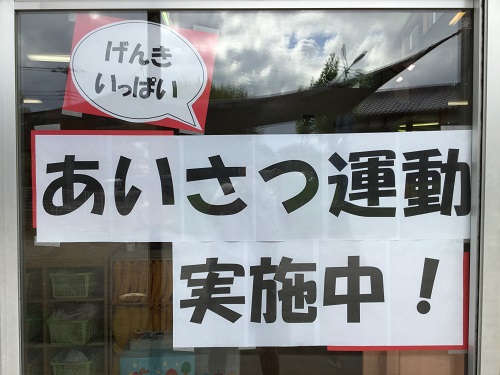 げんき
いっぱい
あいさつ運動
実施中！